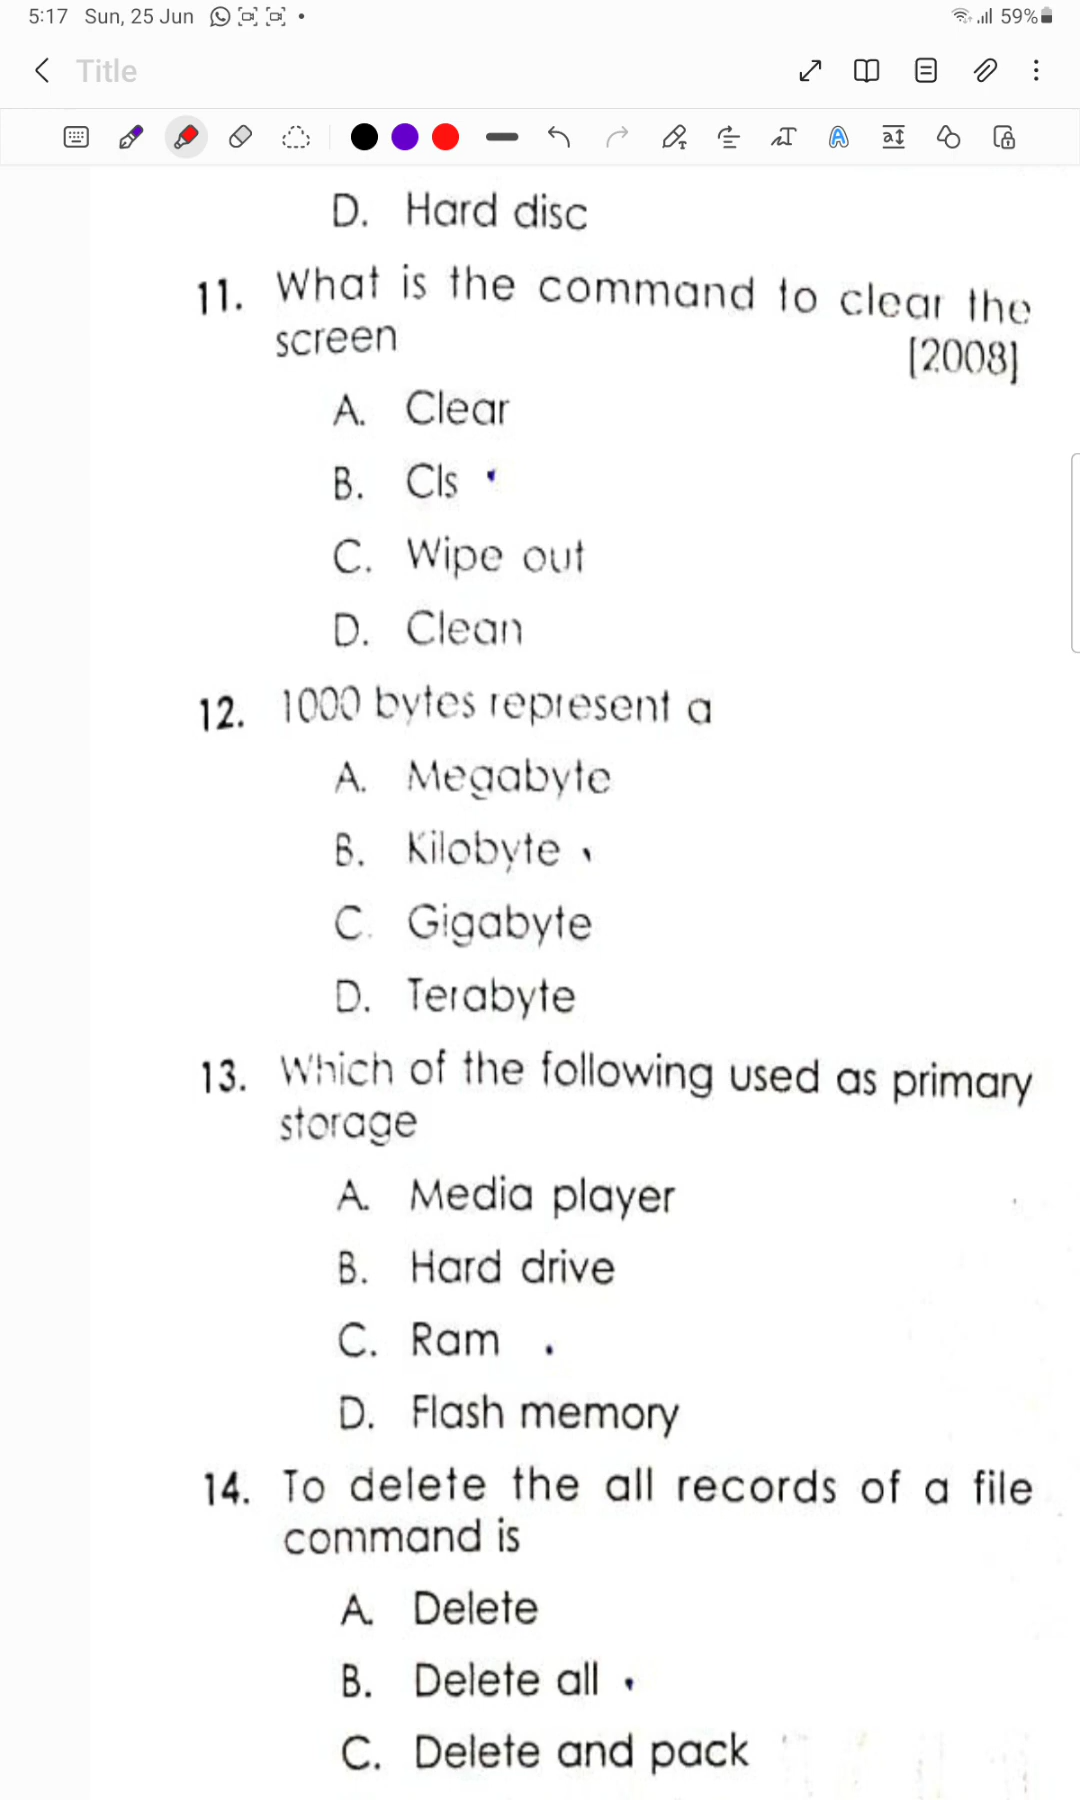 5:17 Sun, 25 Jun 59%
Title
D. Hard disc
11. What is the command to clear the
screen [2008]
A. Clear
B. Cls
C. Wipe out
D. Clean
12. 1000 bytes represent a
A. Megabyte
B. Kilobyte
C. Gigabyte
D. Terabyte
13. Which of the following used as primary
storage
A. Media player
B. Hard drive
C. Ram
D. Flash memory
14. To delete the all records of a file
command is
A. Delete
B. Delete all
C. Delete and pack